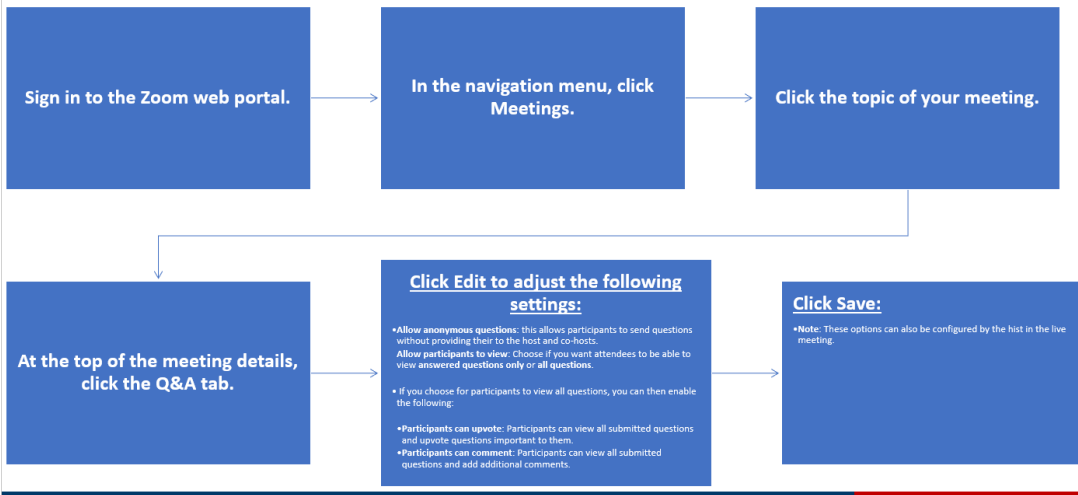 Sign in to the Zoom web portal.
In the navigation menu, click
Meetings.
Click the topic of your meeting.
At the top of the meeting details,
click the Q&A tab.
Click Edit to adjust the following
settings:
•Allow anonymous questions: this allows participants to send questions
without providing their to the host and co-hosts.
Allow participants to view: Choose if you want attendees to be able to
view answered questions only or all questions.
• If you choose for participants to view all questions, you can then enable
the following:
•Participants can upvote: Participants can view all submitted questions
and upvote questions important to them.
•Participants can comment: Participants can view all submitted
questions and add additional comments.
Click Save:
•Note: These options can also be configured by the hist in the live
meeting.